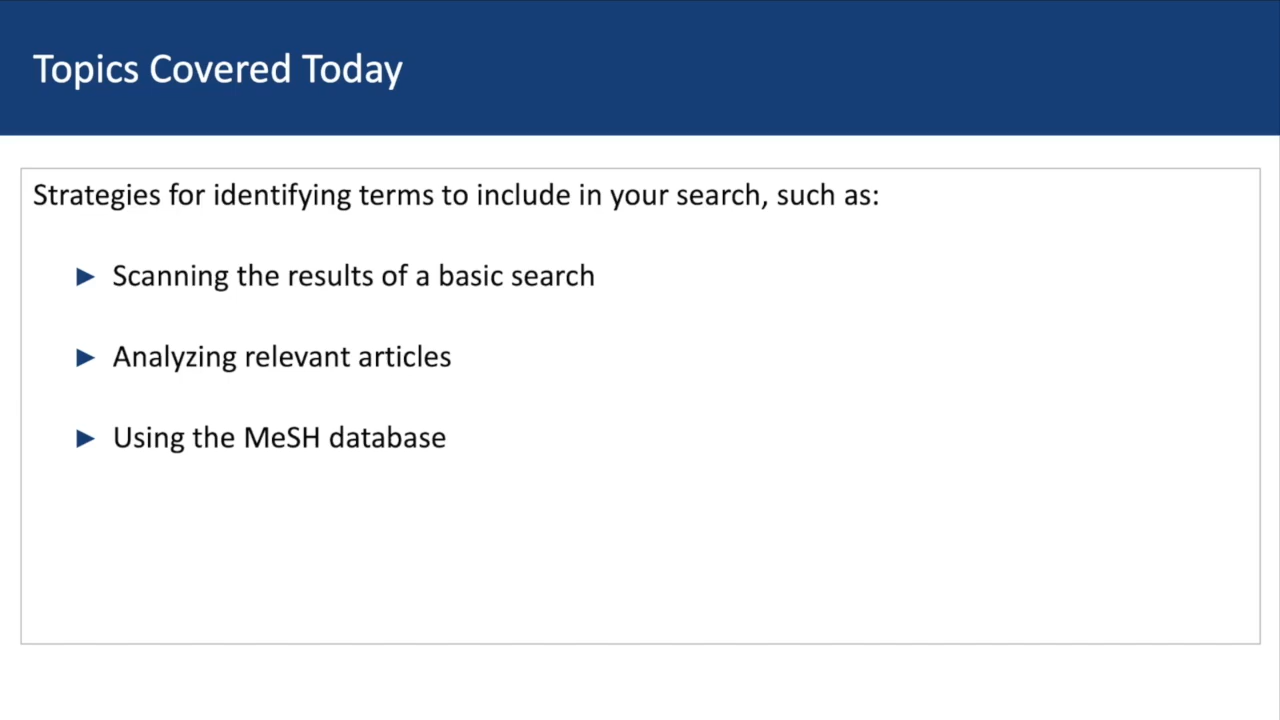 Topics Covered Today
Strategies for identifying terms to include in your search, such as:
► Scanning the results of a basic search
► Analyzing relevant articles
► Using the MeSH database